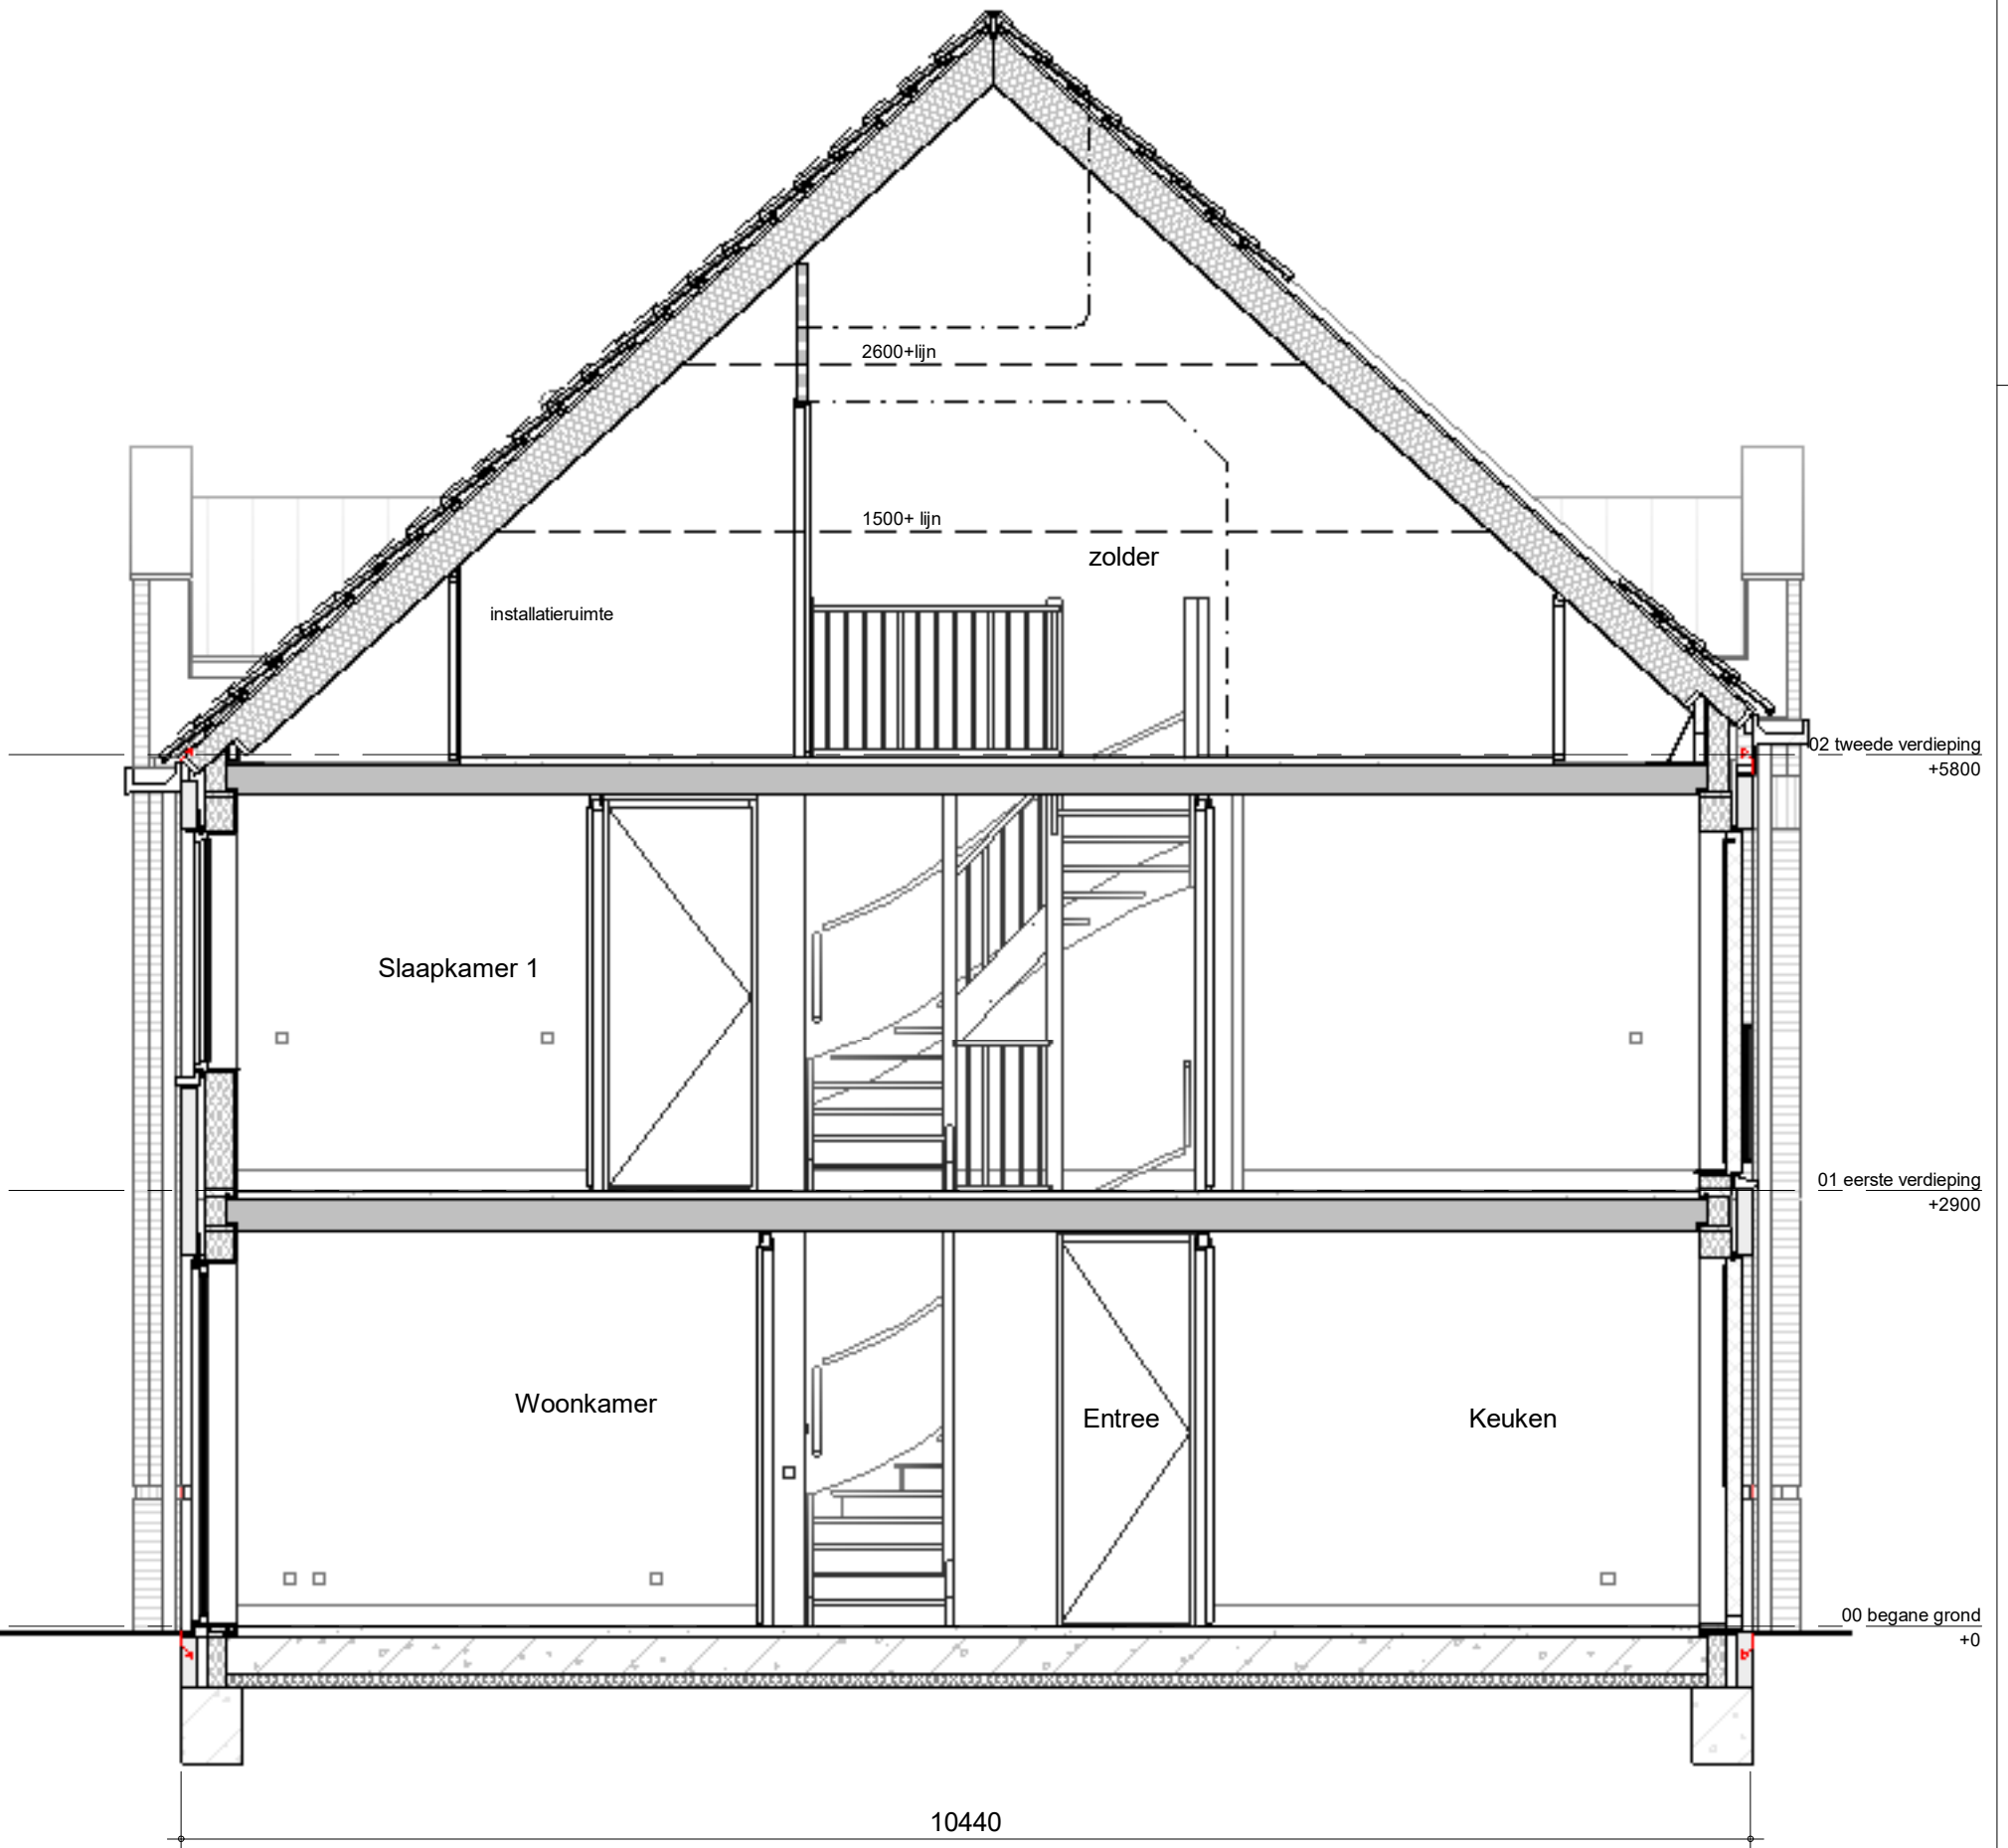 2600+lijn
1500+ lijn
zolder
installatieruimte
02 tweede verdieping
+5800
Slaapkamer 1
01 eerste verdieping
+2900
Woonkamer
Entree
Keuken
00 begane grond
+0
10440